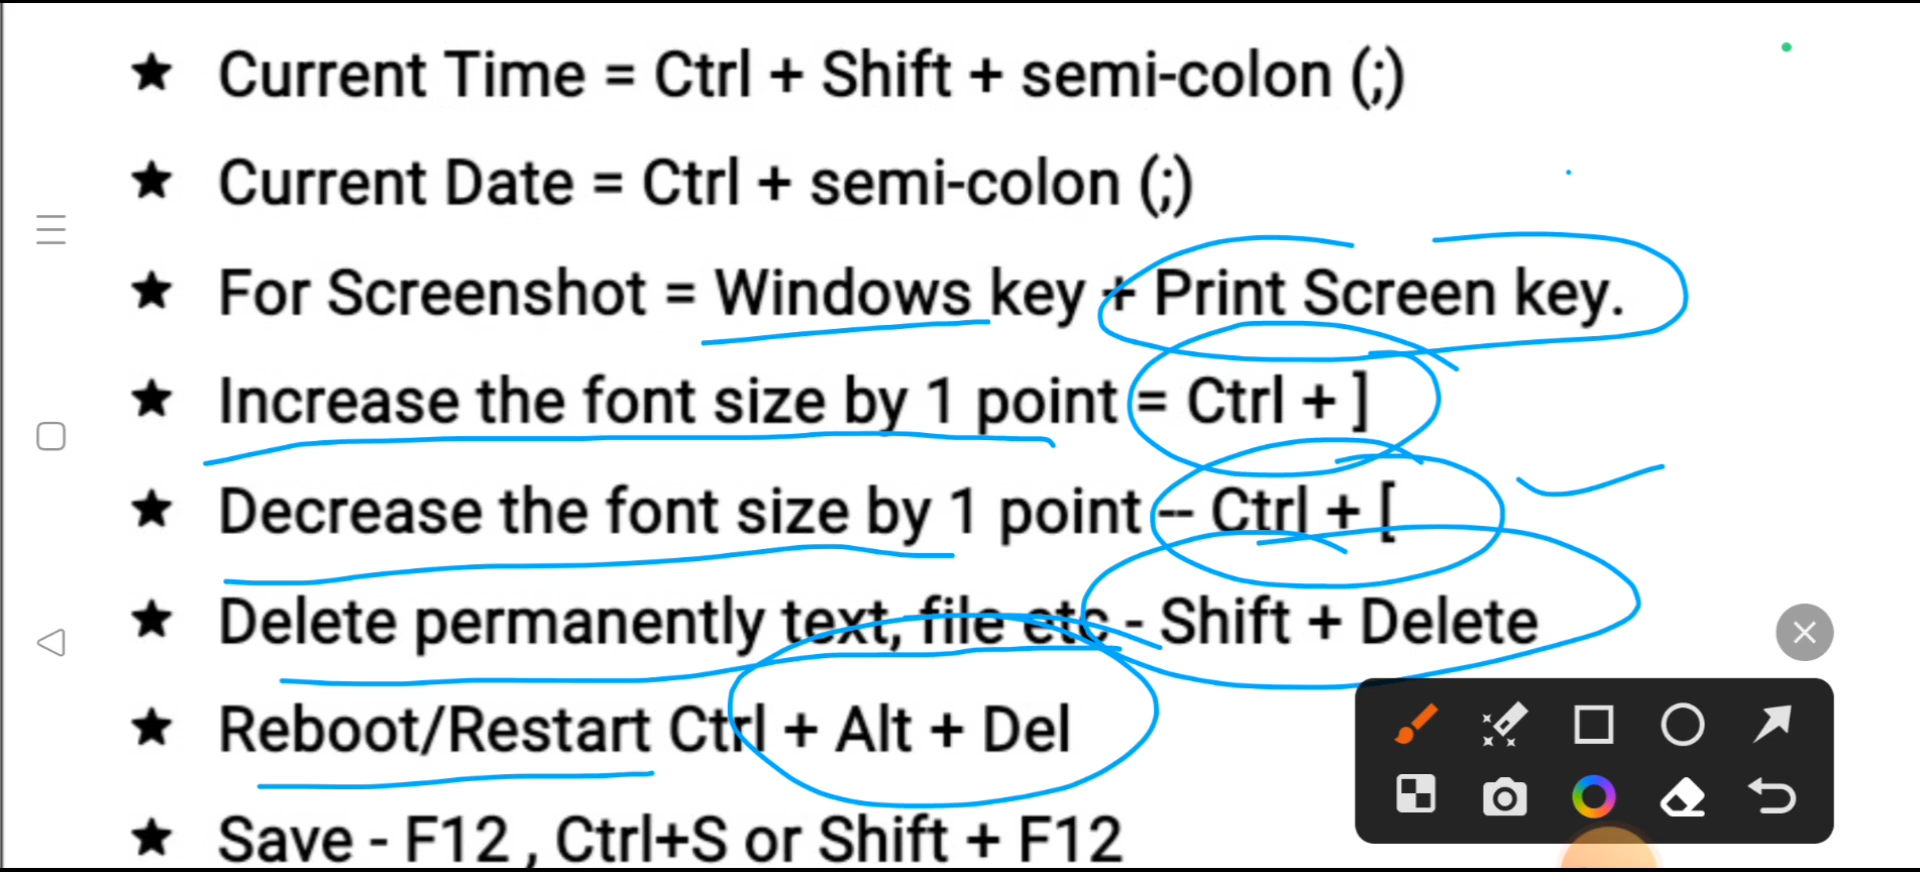 ★ Current Time = Ctrl + Shift + semi-colon (;)
★ Current Date = Ctrl + semi-colon (;)
★ For Screenshot = Windows key + Print Screen key.
★ Increase the font size by 1 point = Ctrl + ]
★ Decrease the font size by 1 point -- Ctrl + [
★ Delete permanently text, file etc - Shift + Delete
★ Reboot/Restart Ctrl + Alt + Del
★ Save - F12 , Ctrl+S or Shift + F12